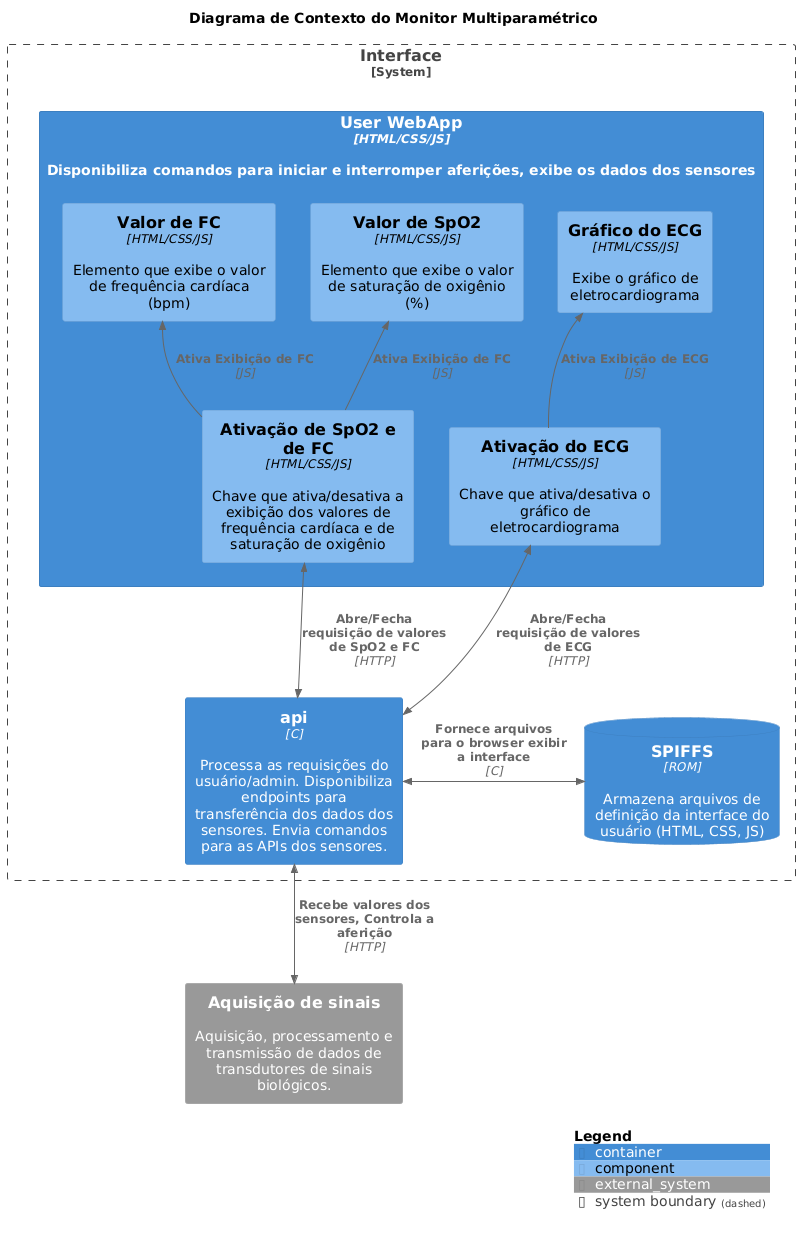 Diagrama de Contexto do Monitor Multiparamétrico
Interface
[System]
User WebApp
[HTML/CSS/JS]
Disponibiliza comandos para iniciar e interromper aferições, exibe os dados dos sensores
Valor de FC
[HTML/CSS/JS]
Elemento que exibe o valor
de frequência cardíaca
(bpm)
Valor de SpO2
[HTML/CSS/JS]
Elemento que exibe o valor
de saturação de oxigênio
(%)
Gráfico do ECG
[HTML/CSS/JS]
Exibe o gráfico de
eletrocardiograma
Ativa Exibição de FC
[JS]
Ativa Exibição de FC
[JS]
Ativa Exibição de ECG
[JS]
Ativação de SpO2 e
de FC
[HTML/CSS/JS]
Chave que ativa/desativa a
exibição dos valores de
frequência cardíaca e de
saturação de oxigênio
Ativação do ECG
[HTML/CSS/JS]
Chave que ativa/desativa o
gráfico de
eletrocardiograma
Abre/Fecha
requisição de valores
de SpO2 e FC
[HTTP]
Abre/Fecha
requisição de valores
de ECG
[HTTP]
api
[C]
Processa as requisições do
usuário/admin. Disponibiliza
endpoints para
transferência dos dados dos
sensores. Envia comandos
para as APIs dos sensores.
Fornece arquivos
para o browser exibir
a interface
[C]
SPIFFS
[ROM]
Armazena arquivos de
definição da interface do
usuário (HTML, CSS, JS)
Recebe valores dos
sensores, Controla a
aferição
[HTTP]
Aquisição de sinais
Aquisição, processamento e
transmissão de dados de
transdutores de sinais
biológicos.
Legend
container
component
external_system
system boundary (dashed)